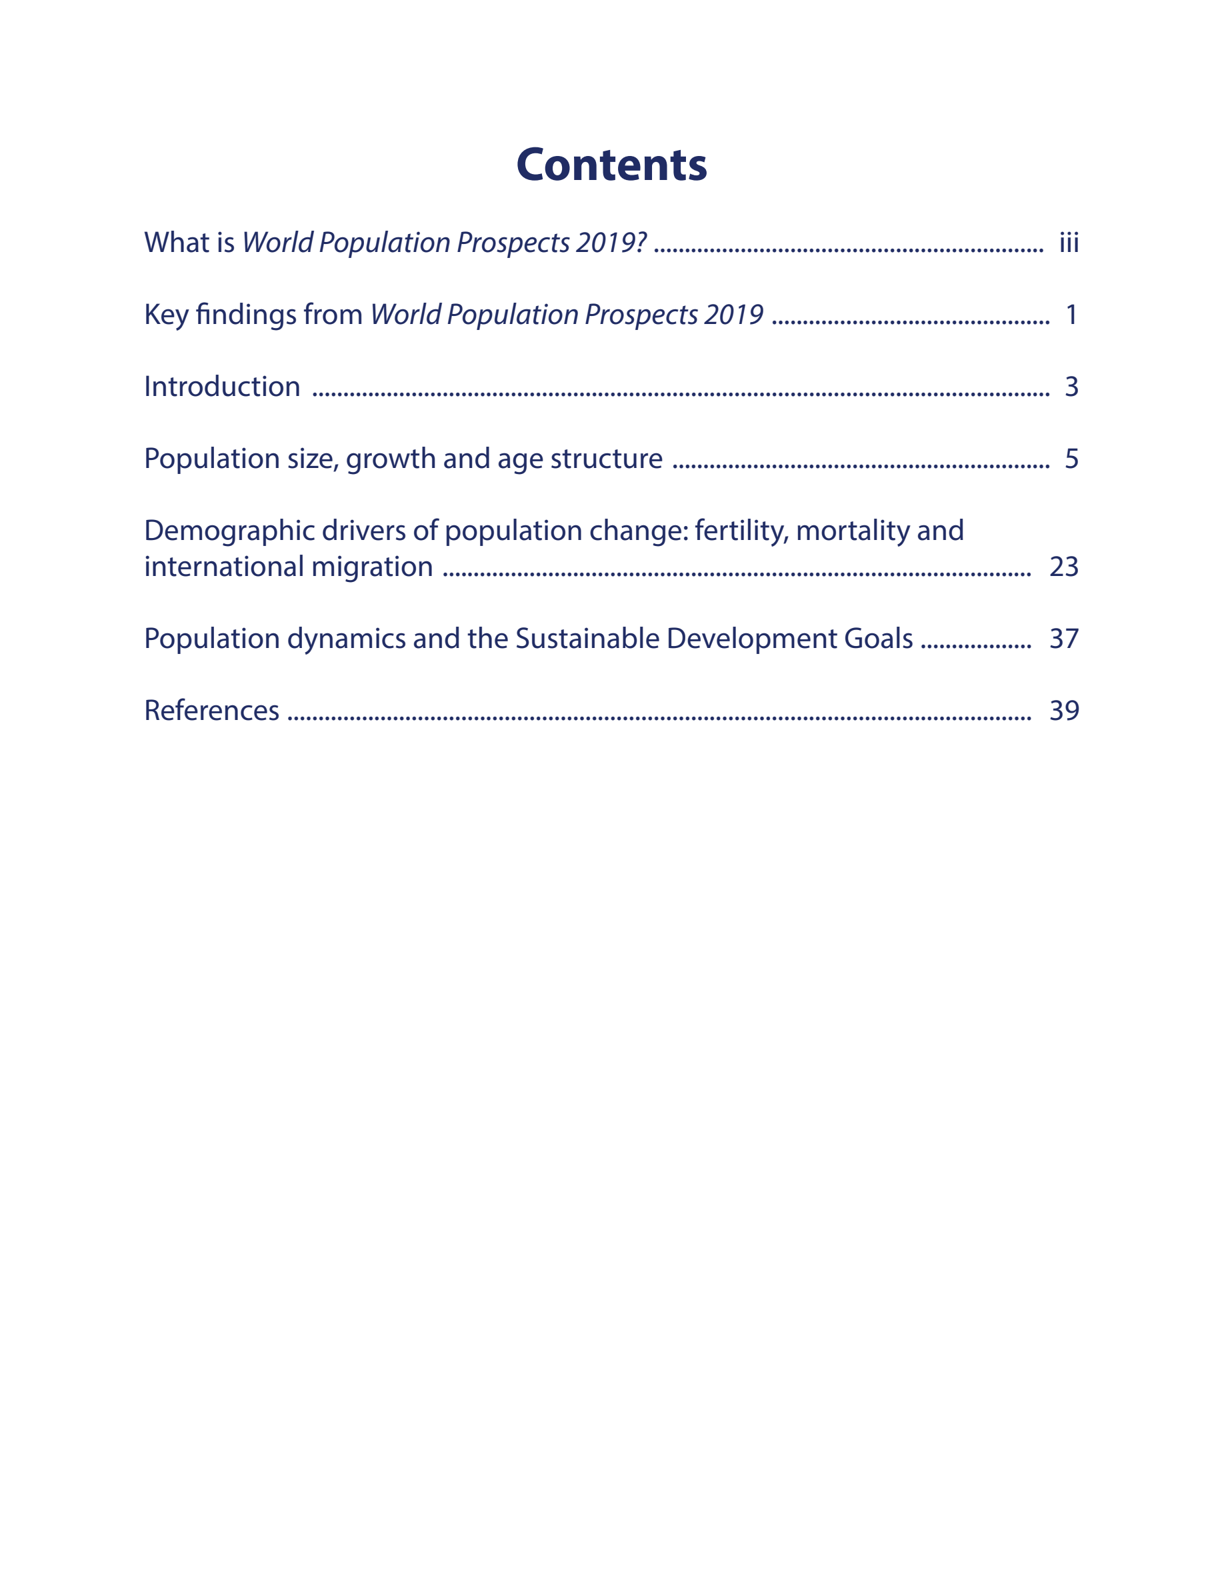 Contents
What is World Population Prospects 2019? ............................................................... iii
Key findings from World Population Prospects 2019 ............................................. 1
Introduction ....................................................................................................................... 3
Population size, growth and age structure ............................................................. 5
Demographic drivers of population change: fertility, mortality and
international migration ............................................................................................... 23
Population dynamics and the Sustainable Development Goals .................. 37
References ........................................................................................................................ 39